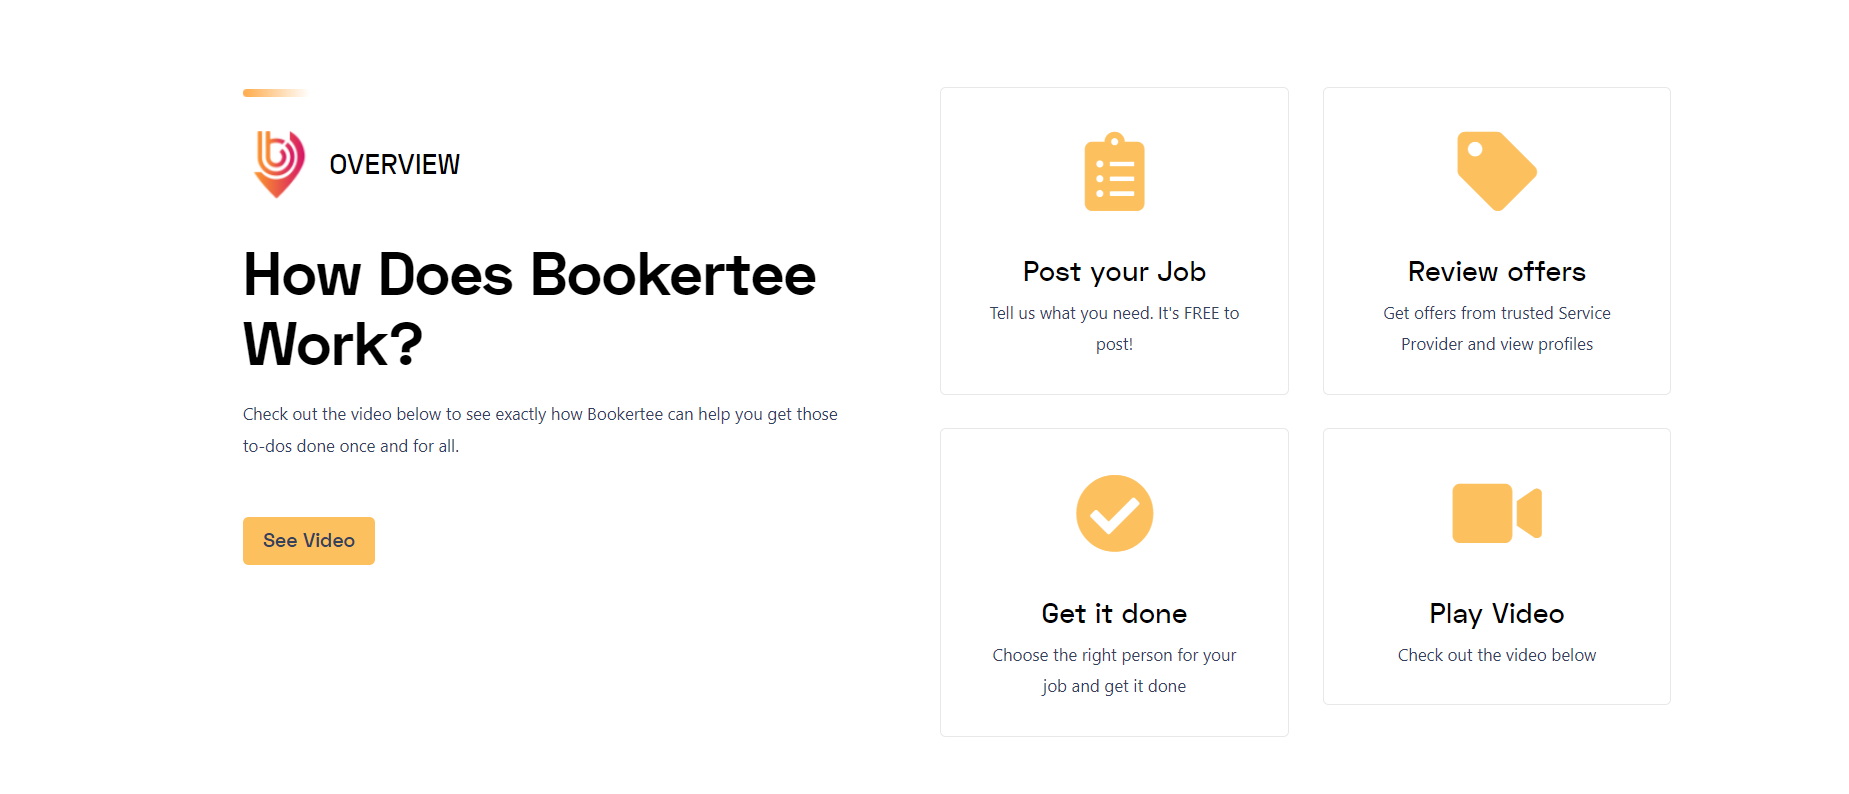 OVERVIEW
How Does Bookertee
Work?
Check out the video below to see exactly how Bookertee can help you get those
to-dos done once and for all.
See Video
Post your Job
Tell us what you need. It's FREE to
post!
Review offers
Get offers from trusted Service
Provider and view profiles
Get it done
Choose the right person for your
job and get it done
Play Video
Check out the video below